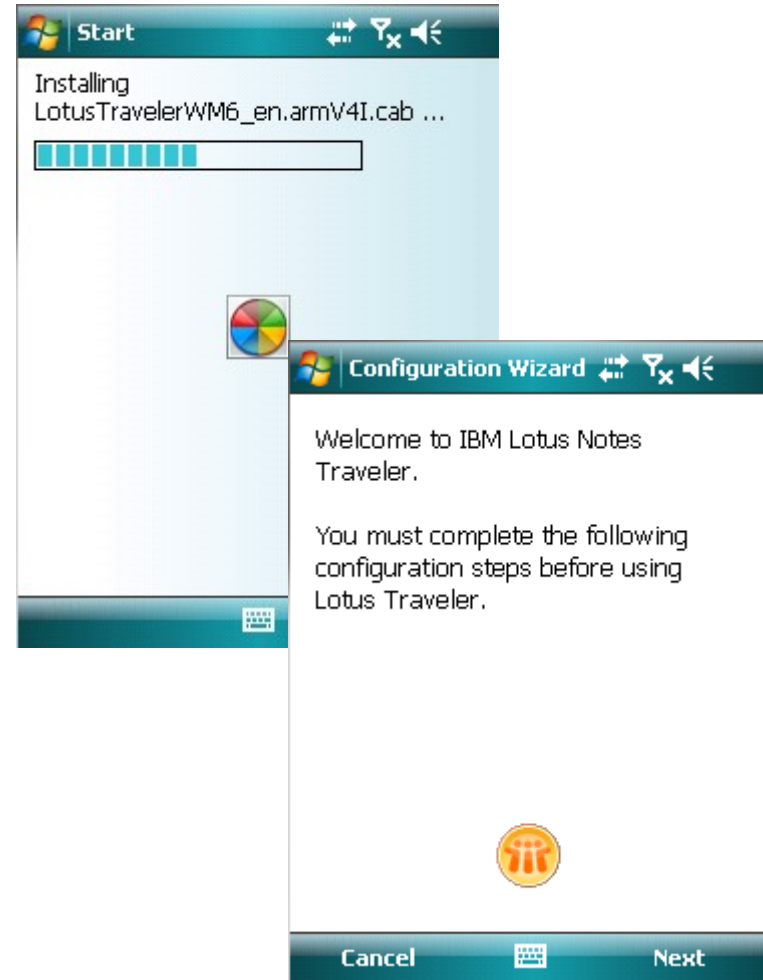 Start
Installing
LotusTravelerWM6_en.armV4I.cab ...
Configuration Wizard
Welcome to IBM Lotus Notes
Traveler.
You must complete the following
configuration steps before using
Lotus Traveler.
Cancel
Next